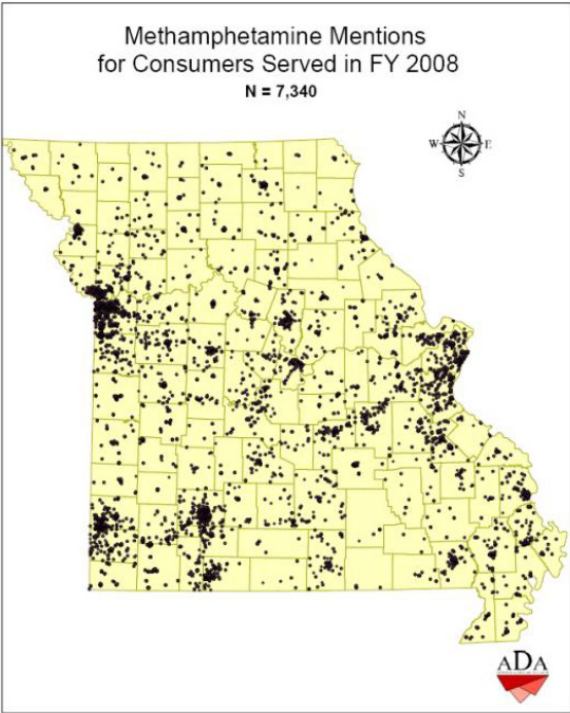 Methamphetamine Mentions
for Consumers Served in FY 2008
N = 7,340
N
W E
S
ADA